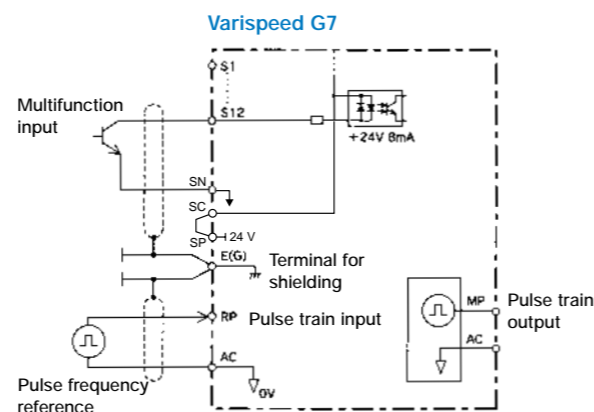 Varispeed G7
S1
Multifunction
input
S12
+24V 8mA
SN
SC
SP
24 V
E(G)
Terminal for
shielding
RP
Pulse train input
MP
Pulse train
output
AC
AC
Pulse frequency
reference
0V